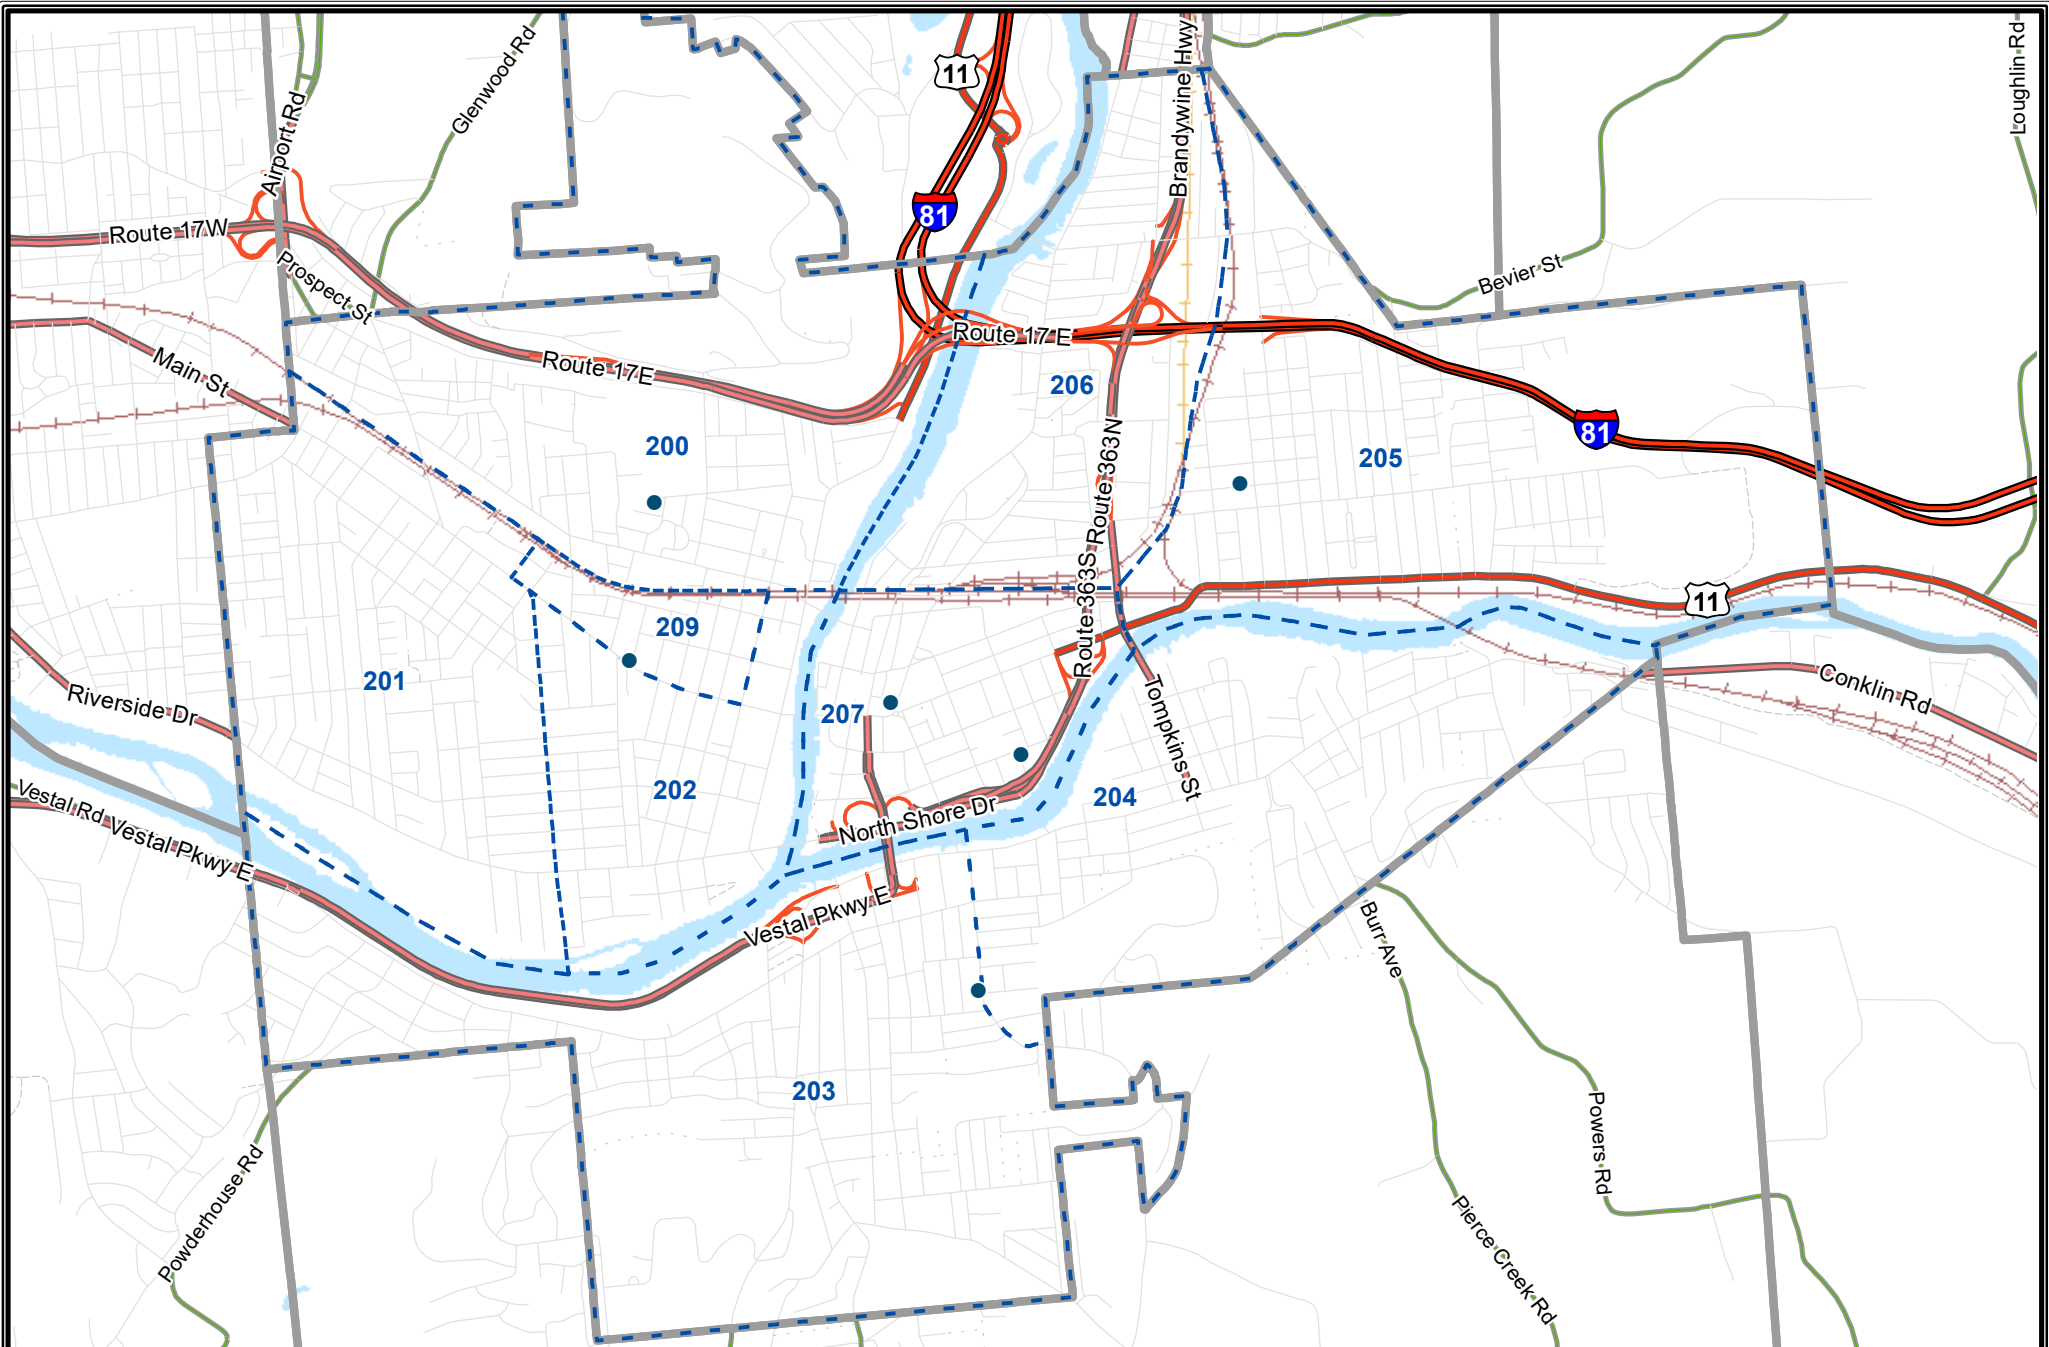 Glenwood Rd
Brandywine Hwy
Loughlin Rd
11
Airport Rd
81
Route 17W
Prospect St
Bevier St
Route 17E
Main St
Route 17E
206
81
200
205
Route 363N
Route 363S
11
209
201
Riverside Dr
207
Tompkins St
Conklin Rd
202
204
Vestal Rd
North Shore Dr
Vestal Pkwy E
Vestal Pkwy E
Burr Ave
203
Powers Rd
Powderhouse Rd
Pierce Creek Rd